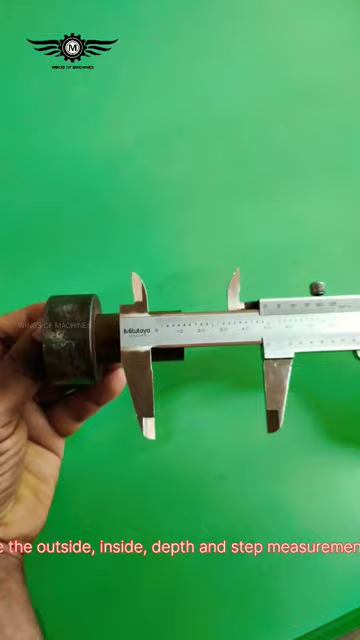 M
WINGS OF MACHINES
WINGS OF MACHINES
Mitutoyo
e the outside, inside, depth and step measuremen